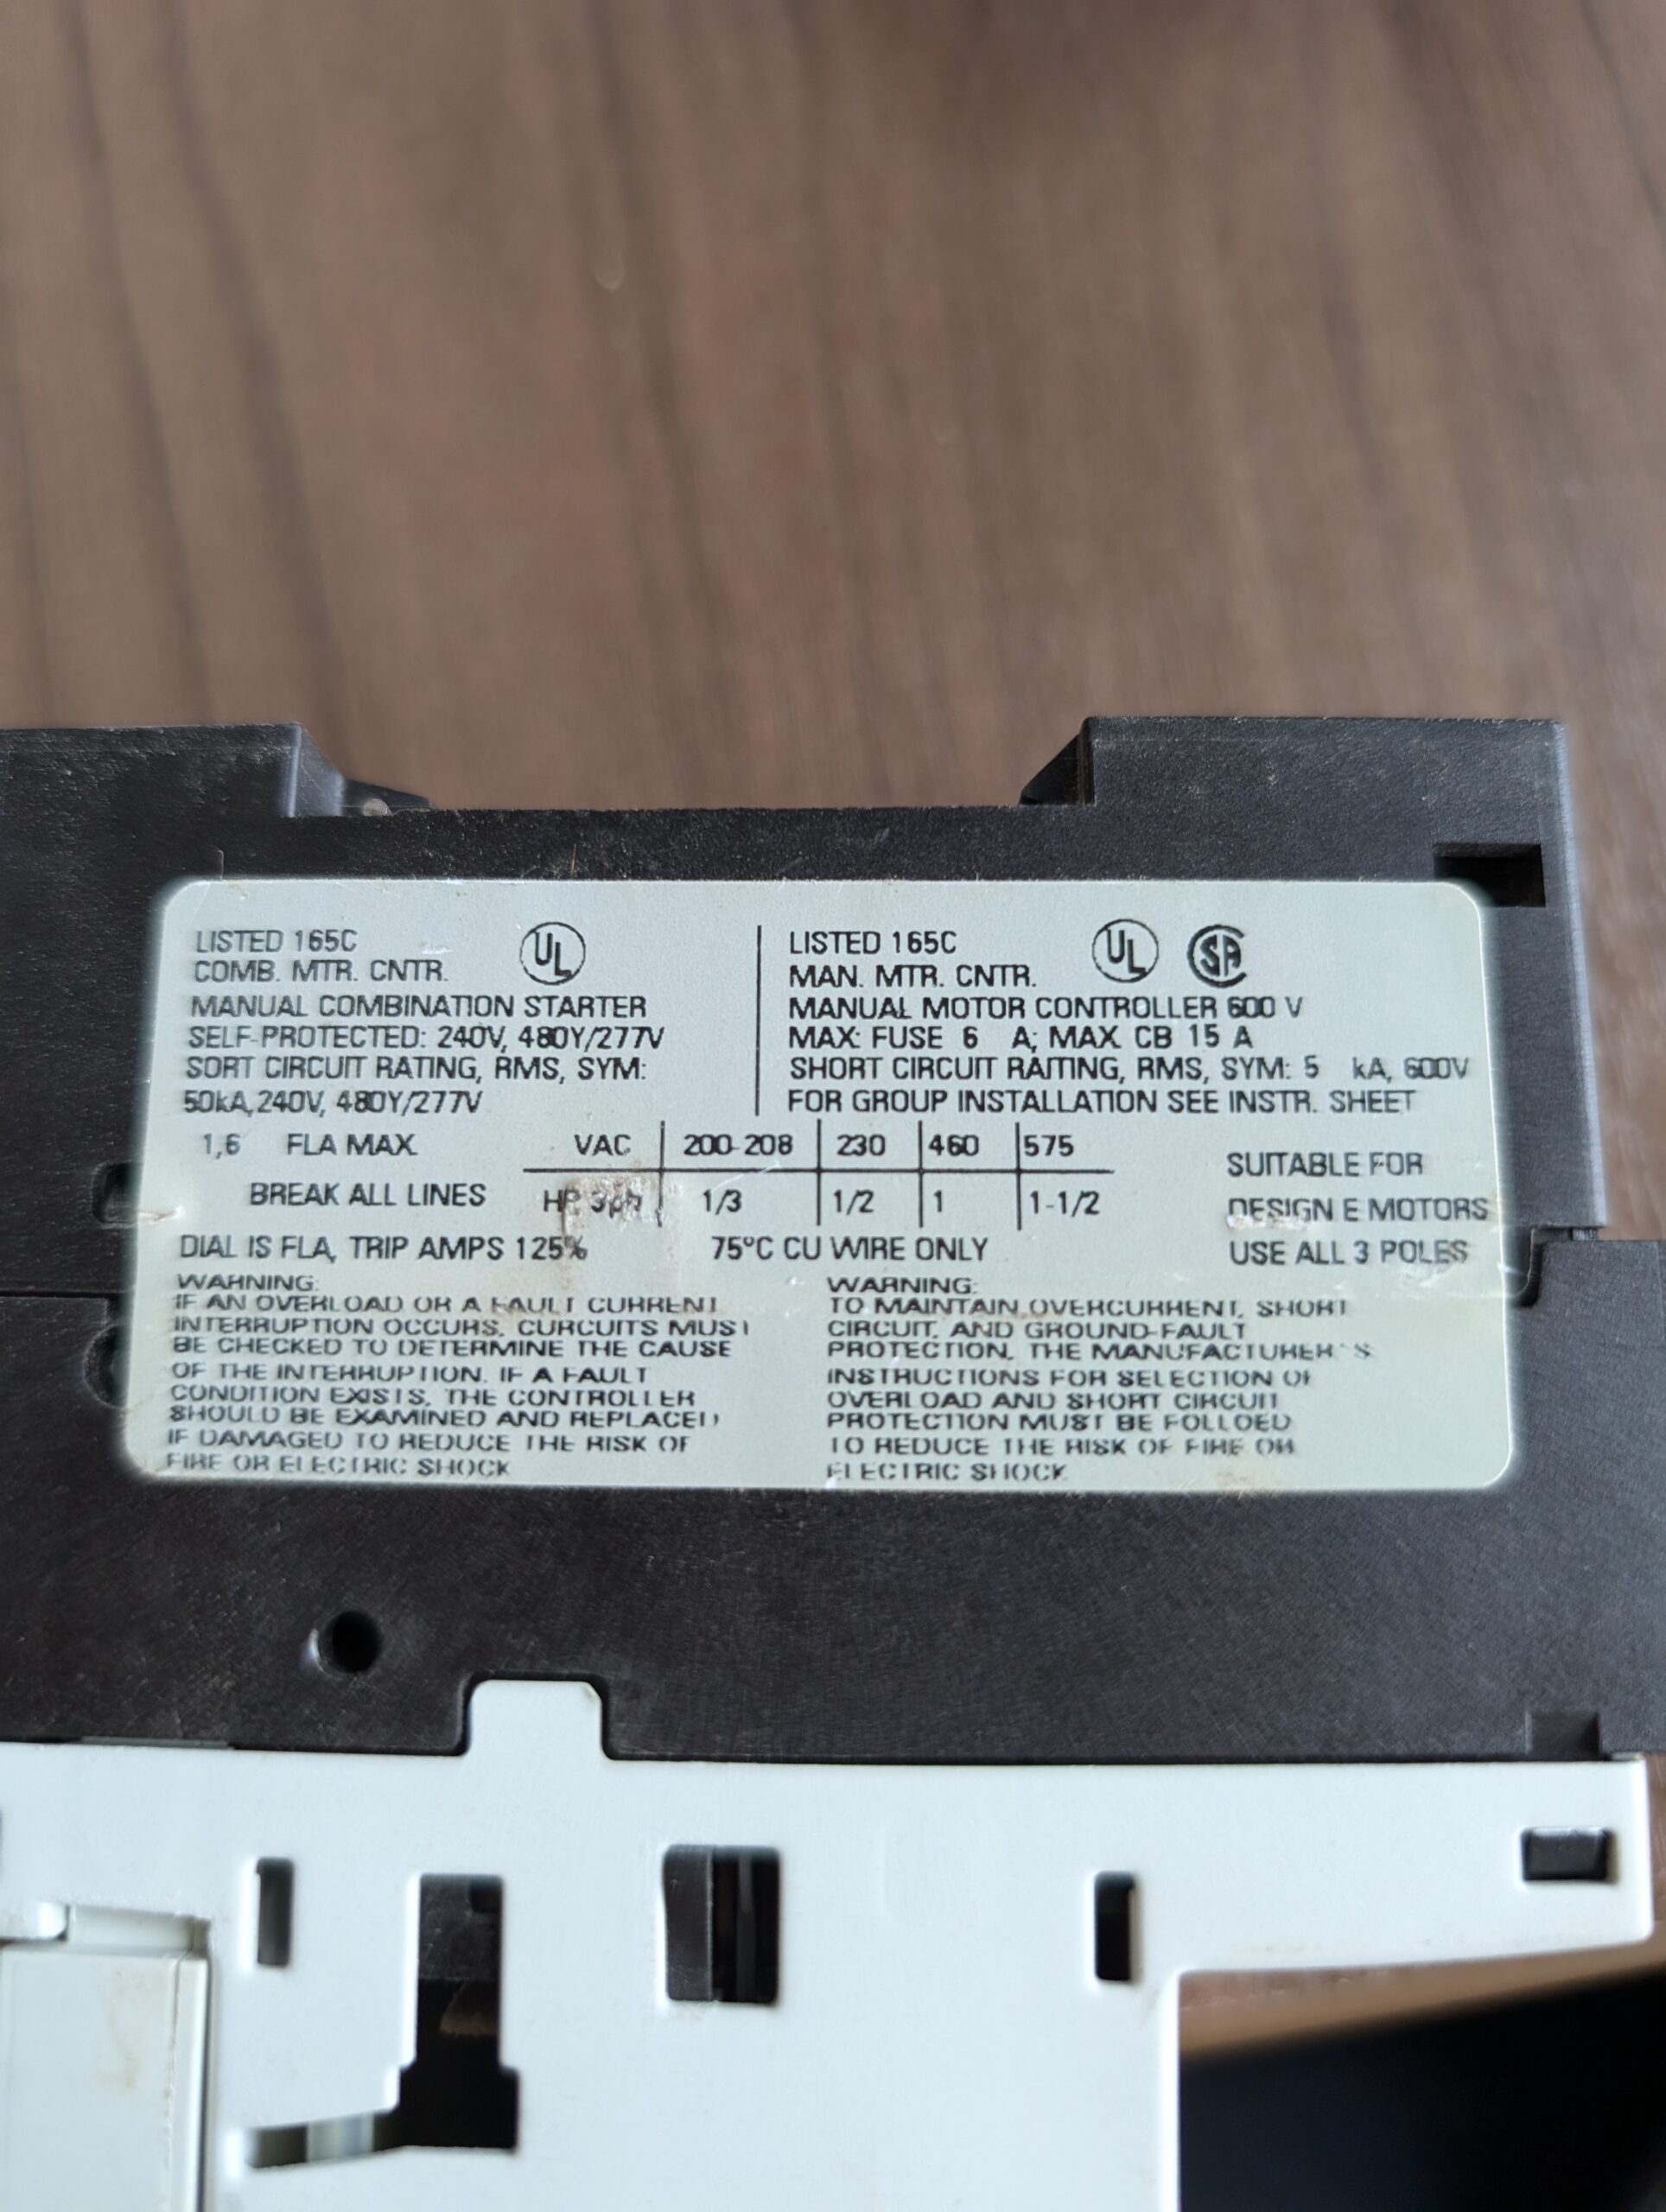 LISTED 165C
COMB. MTR. CNTR.
UL
MANUAL COMBINATION STARTER
SELF-PROTECTED: 240V, 480Y/277V
SORT CIRCUIT RATING, RMS, SYM:
50kA, 240V, 480Y/277V
LISTED 165C
MAN. MTR. CNTR.
UL SA
MANUAL MOTOR CONTROLLER 600 V
MAX: FUSE 6 A; MAX. CB 15 A
SHORT CIRCUIT RAITING, RMS, SYM: 5 kA, 600V
FOR GROUP INSTALLATION SEE INSTR. SHEET
1,6 FLA MAX.
BREAK ALL LINES
VAC 200-208 230 460 575
HP 3ph 1/3 1/2 1 1-1/2
SUITABLE FOR
DESIGN E MOTORS
USE ALL 3 POLES
DIAL IS FLA, TRIP AMPS 125% 75°C CU WIRE ONLY
WARNING:
IF AN OVERLOAD OR A FAULT CURRENT
INTERRUPTION OCCURS, CURCUITS MUST
BE CHECKED TO DETERMINE THE CAUSE
OF THE INTERRUPTION. IF A FAULT
CONDITION EXISTS, THE CONTROLLER
SHOULD BE EXAMINED AND REPLACED
IF DAMAGED TO REDUCE THE RISK OF
FIRE OR ELECTRIC SHOCK
WARNING:
TO MAINTAIN OVERCURRENT, SHORT
CIRCUIT, AND GROUND-FAULT
PROTECTION, THE MANUFACTURER'S
INSTRUCTIONS FOR SELECTION OF
OVERLOAD AND SHORT CIRCUIT
PROTECTION MUST BE FOLLOED
TO REDUCE THE RISK OF FIRE OR
ELECTRIC SHOCK.